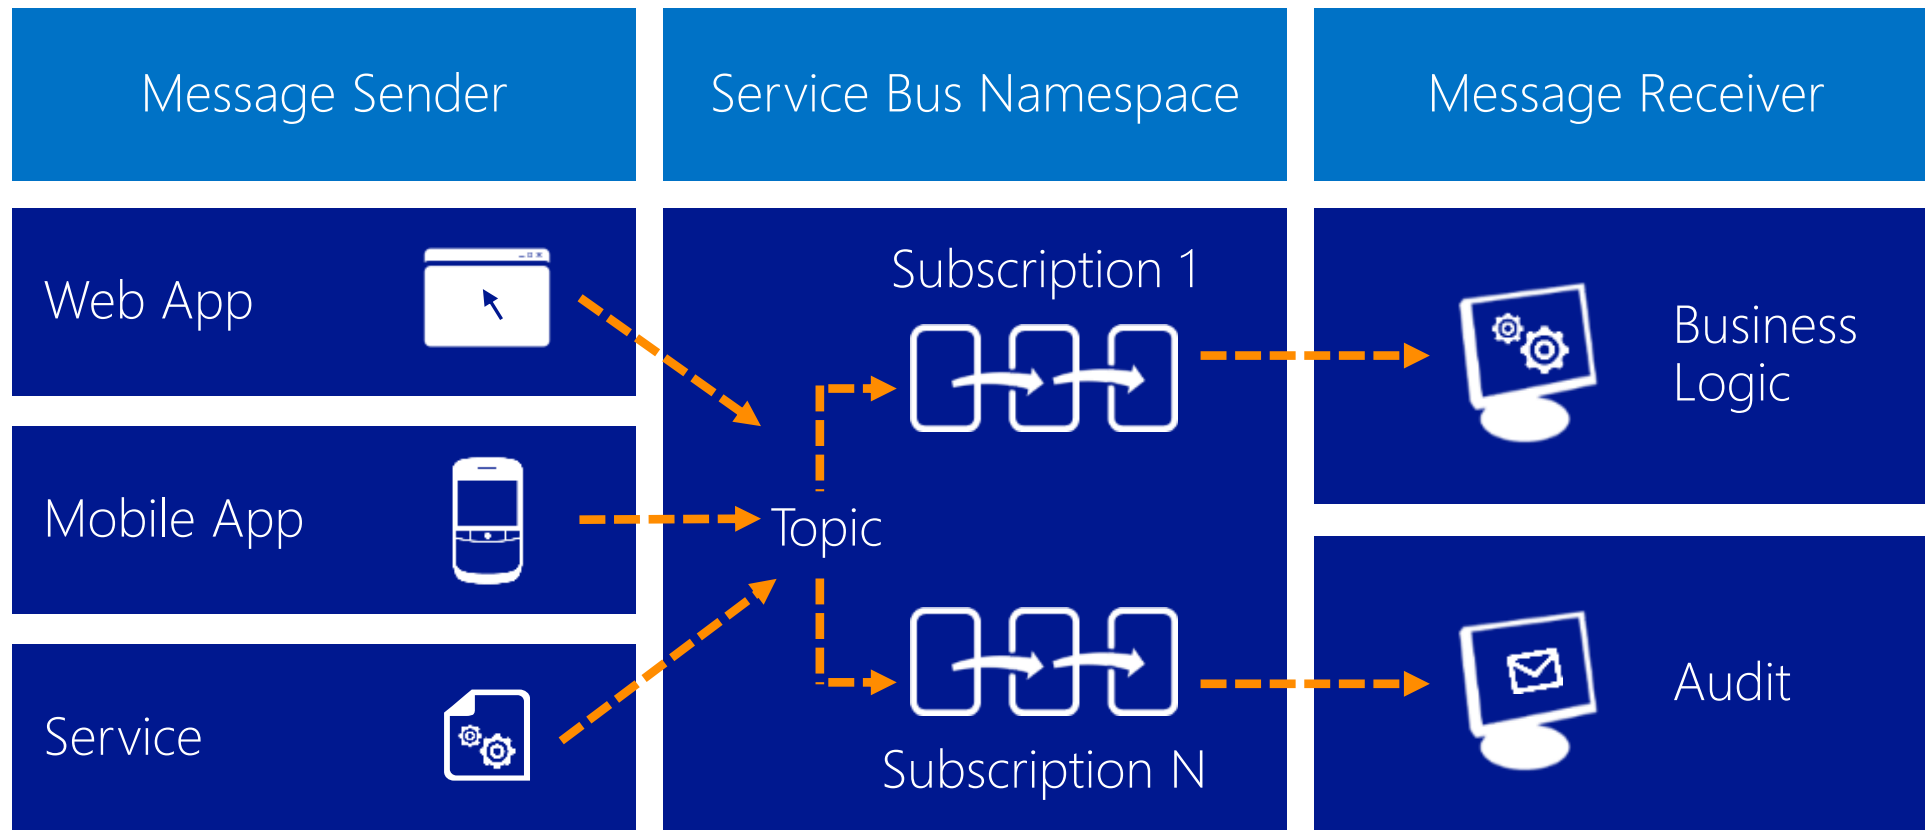 Message Sender
Service Bus Namespace
Message Receiver
Web App
Mobile App
Service
Subscription 1
Topic
Subscription N
Business
Logic
Audit